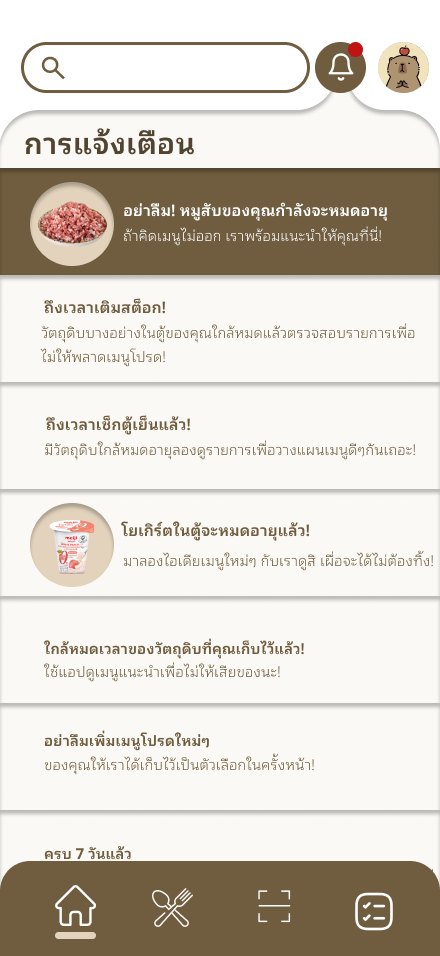 การแจ้งเตือน
อย่าลืม! หมูสับของคุณกำลังจะหมดอายุ
ถ้าคิดเมนูไม่ออก เราพร้อมแนะนำให้คุณที่นี่!
ถึงเวลาเติมสต็อก!
วัตถุดิบบางอย่างในตู้ของคุณใกล้หมดแล้วตรวจสอบรายการเพื่อ
ไม่ให้พลาดเมนูโปรด!
ถึงเวลาเช็กตู้เย็นแล้ว!
มีวัตถุดิบใกล้หมดอายุลองดูรายการเพื่อวางแผนเมนูดีๆกันเถอะ!
โยเกิร์ตในตู้จะหมดอายุแล้ว!
มาลองไอเดียเมนูใหม่ๆ กับเราดูสิ เผื่อจะได้ไม่ต้องทิ้ง!
meiji
ใกล้หมดเวลาของวัตถุดิบที่คุณเก็บไว้แล้ว!
ใช้แอปดูเมนูแนะนำเพื่อไม่ให้เสียของนะ!
อย่าลืมเพิ่มเมนูโปรดใหม่ๆ
ของคุณให้เราได้เก็บไว้เป็นตัวเลือกในครั้งหน้า!
ครบ 7 วันแล้ว